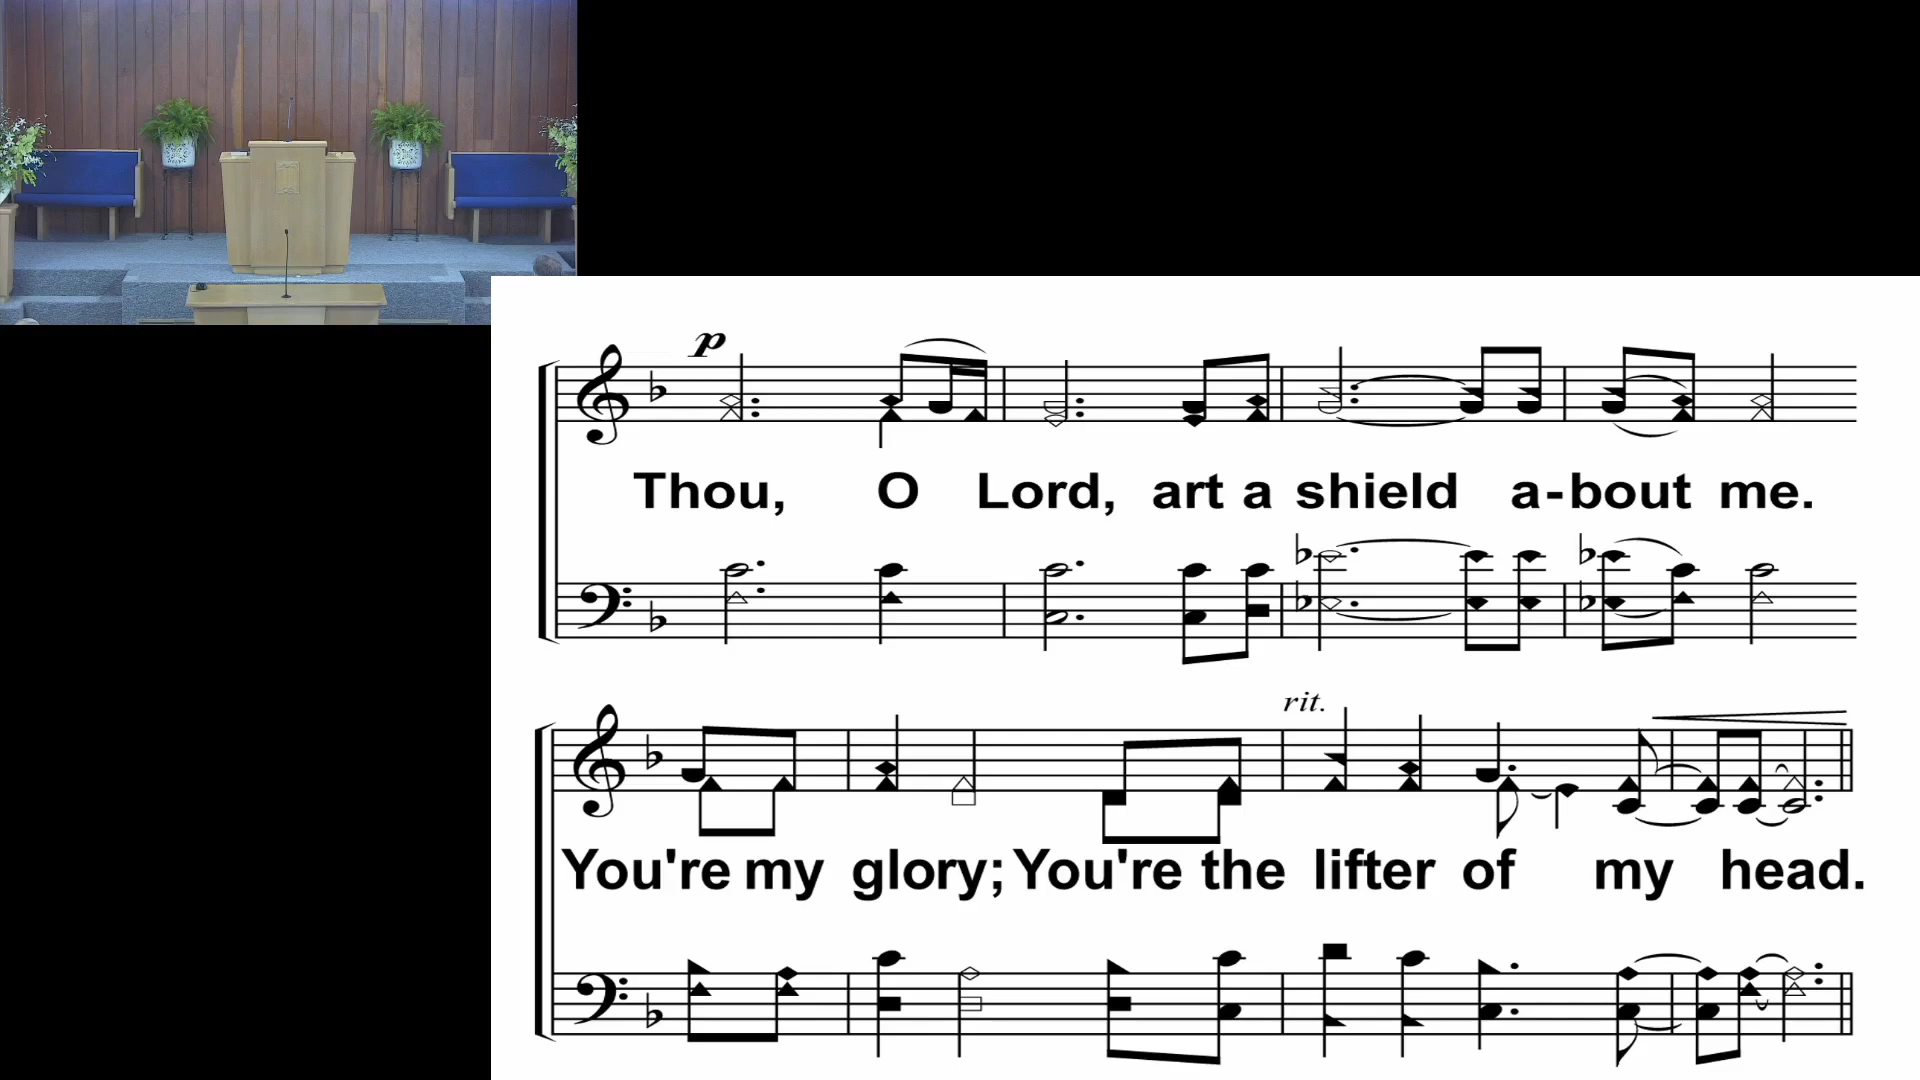 p
Thou, O Lord, art a shield a-bout me.
rit.
You're my glory; You're the lifter of my head.